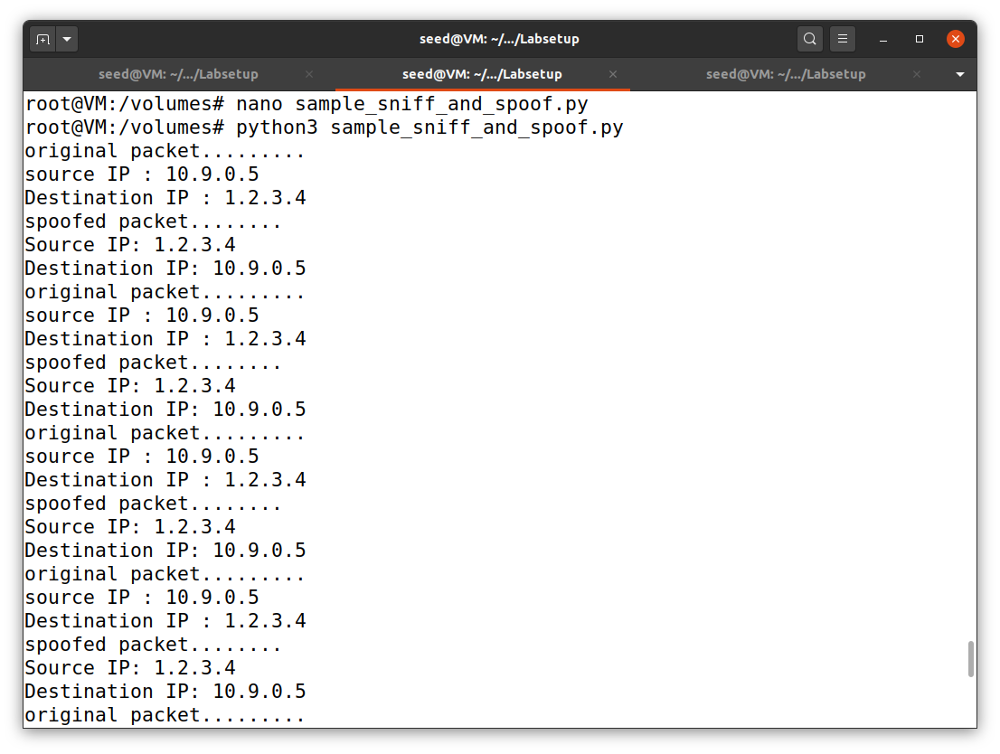 seed@VM: ~/.../Labsetup
seed@VM: ~/.../Labsetup seed@VM: ~/.../Labsetup seed@VM: ~/.../Labsetup
root@VM:/volumes# nano sample_sniff_and_spoof.py
root@VM:/volumes# python3 sample_sniff_and_spoof.py
original packet.........
source IP : 10.9.0.5
Destination IP : 1.2.3.4
spoofed packet........
Source IP: 1.2.3.4
Destination IP: 10.9.0.5
original packet.........
source IP : 10.9.0.5
Destination IP : 1.2.3.4
spoofed packet........
Source IP: 1.2.3.4
Destination IP: 10.9.0.5
original packet.........
source IP : 10.9.0.5
Destination IP : 1.2.3.4
spoofed packet........
Source IP: 1.2.3.4
Destination IP: 10.9.0.5
original packet.........
source IP : 10.9.0.5
Destination IP : 1.2.3.4
spoofed packet........
Source IP: 1.2.3.4
Destination IP: 10.9.0.5
original packet.........